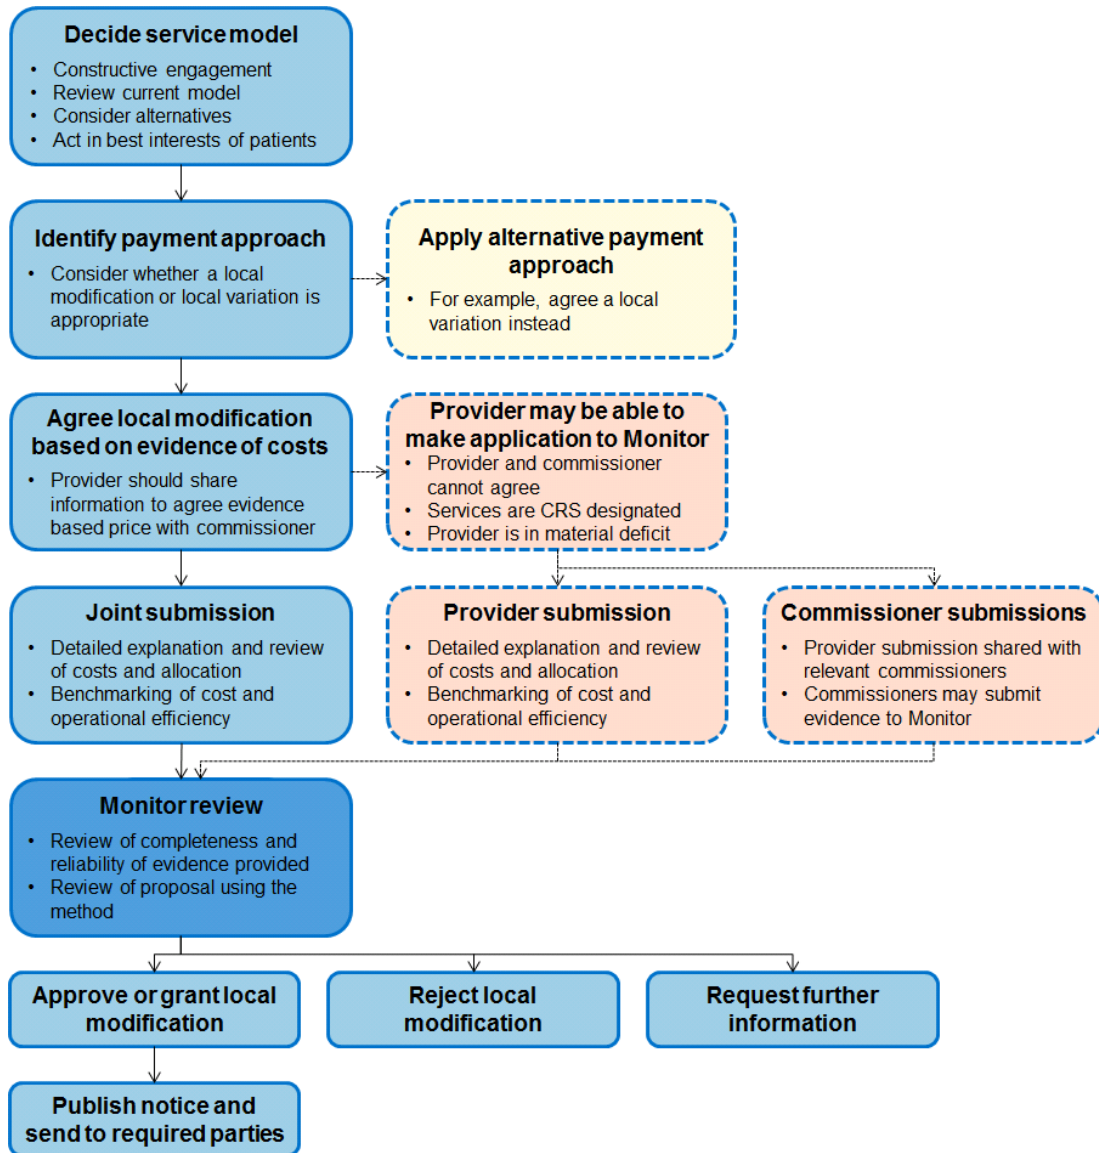 Decide service model
• Constructive engagement
• Review current model
• Consider alternatives
• Act in best interests of patients
Identify payment approach
• Consider whether a local
modification or local variation is
appropriate
Apply alternative payment
approach
• For example, agree a local
variation instead
Agree local modification
based on evidence of costs
• Provider should share
information to agree evidence
based price with commissioner
Provider may be able to
make application to Monitor
• Provider and commissioner
cannot agree
• Services are CRS designated
• Provider is in material deficit
Joint submission
• Detailed explanation and review
of costs and allocation
• Benchmarking of cost and
operational efficiency
Provider submission
• Detailed explanation and review
of costs and allocation
• Benchmarking of cost and
operational efficiency
Commissioner submissions
• Provider submission shared with
relevant commissioners
• Commissioners may submit
evidence to Monitor
Monitor review
• Review of completeness and
reliability of evidence provided
• Review of proposal using the
method
Approve or grant local
modification
Reject local
modification
Request further
information
Publish notice and
send to required parties